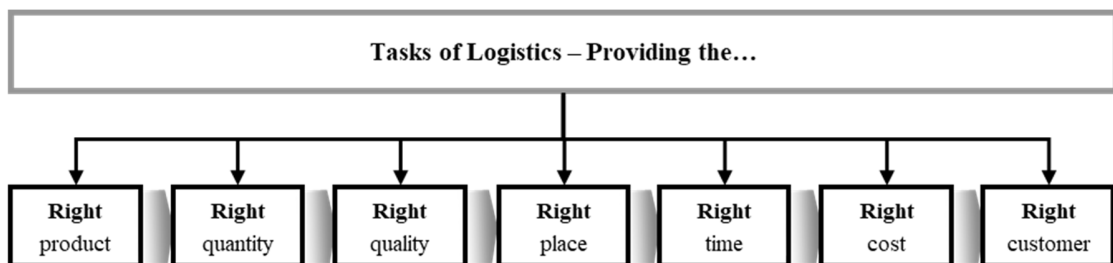 Tasks of Logistics – Providing the…
Right
product
Right
quantity
Right
quality
Right
place
Right
time
Right
cost
Right
customer